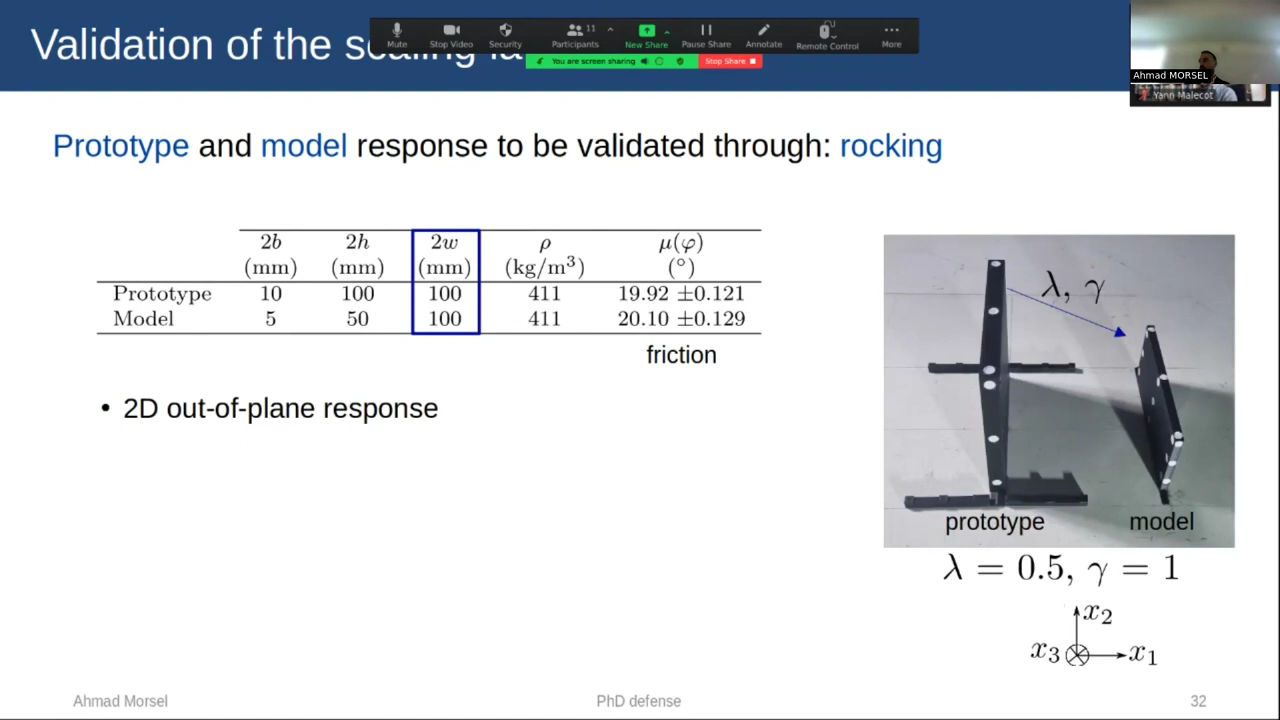 Validation of the scaling la
Mute
Stop Video
Security
Participants
11
New Share
Pause Share
Annotate
Remote Control
More
You are screen sharing
Stop Share
Ahmad MORSEL
Yann Malecot
Prototype and model response to be validated through: rocking
2b 2h 2w ρ μ(φ)
(mm) (mm) (mm) (kg/m³) (°)
Prototype 10 100 100 411 19.92 ±0.121
Model 5 50 100 411 20.10 ±0.129
friction
• 2D out-of-plane response
λ, γ
prototype model
λ = 0.5, γ = 1
x₂
x₃ x₁
Ahmad Morsel PhD defense 32